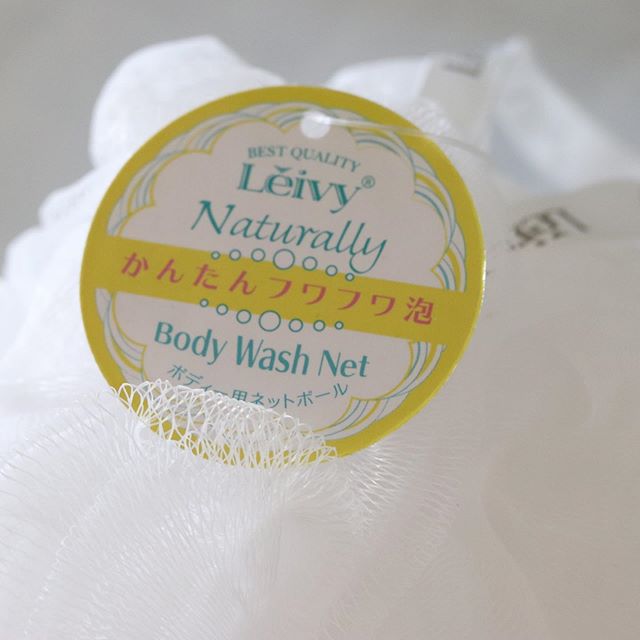 BEST QUALITY
Lĕivy®
Naturally
かんたんフワフワ泡
Body Wash Net
ボディー用ネットボール